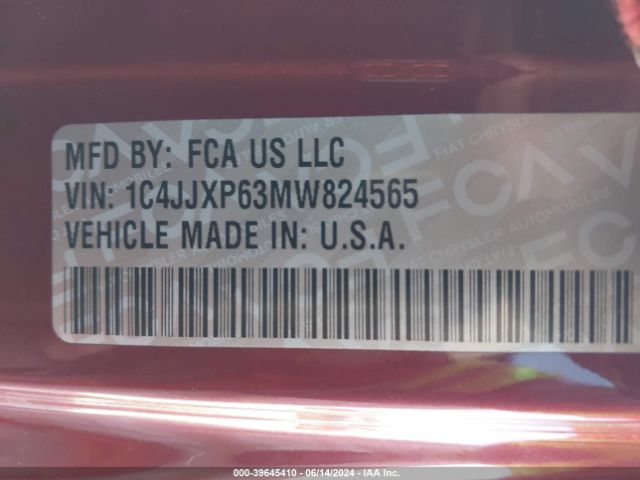 MFD BY: FCA US LLC
VIN: 1C4JJXP63MW824565
VEHICLE MADE IN: U.S.A.
000-39645410 - 06/14/2024 - IAA Inc.